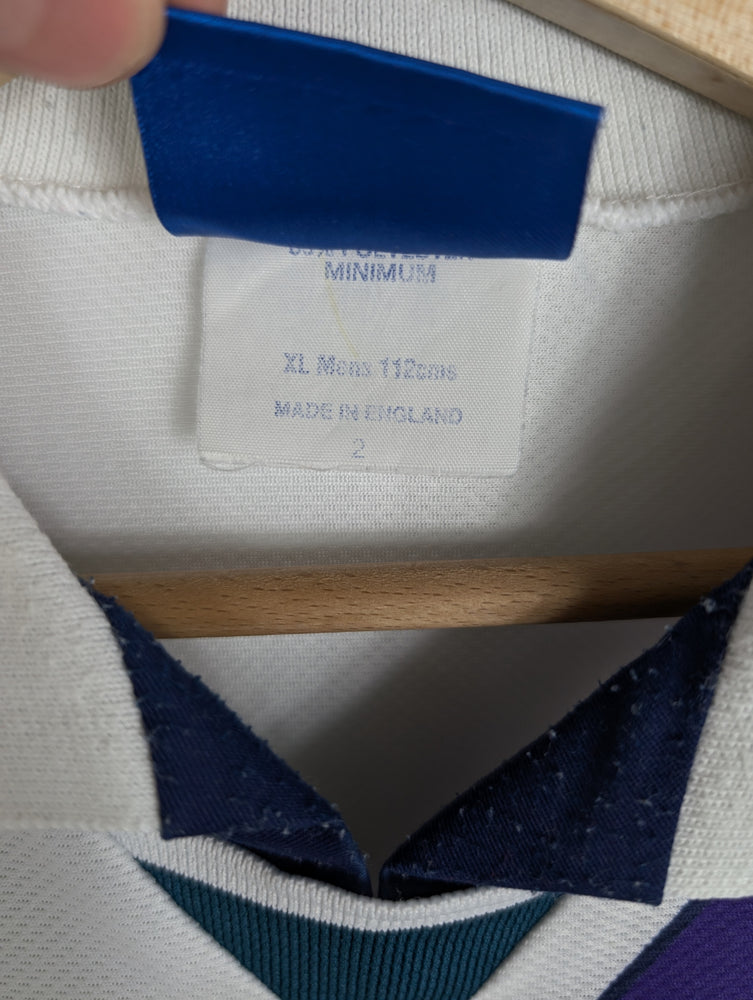 MINIMUM
XL Mens 112cms
MADE IN ENGLAND
2